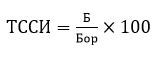 ТССИ = Б/Бор × 100